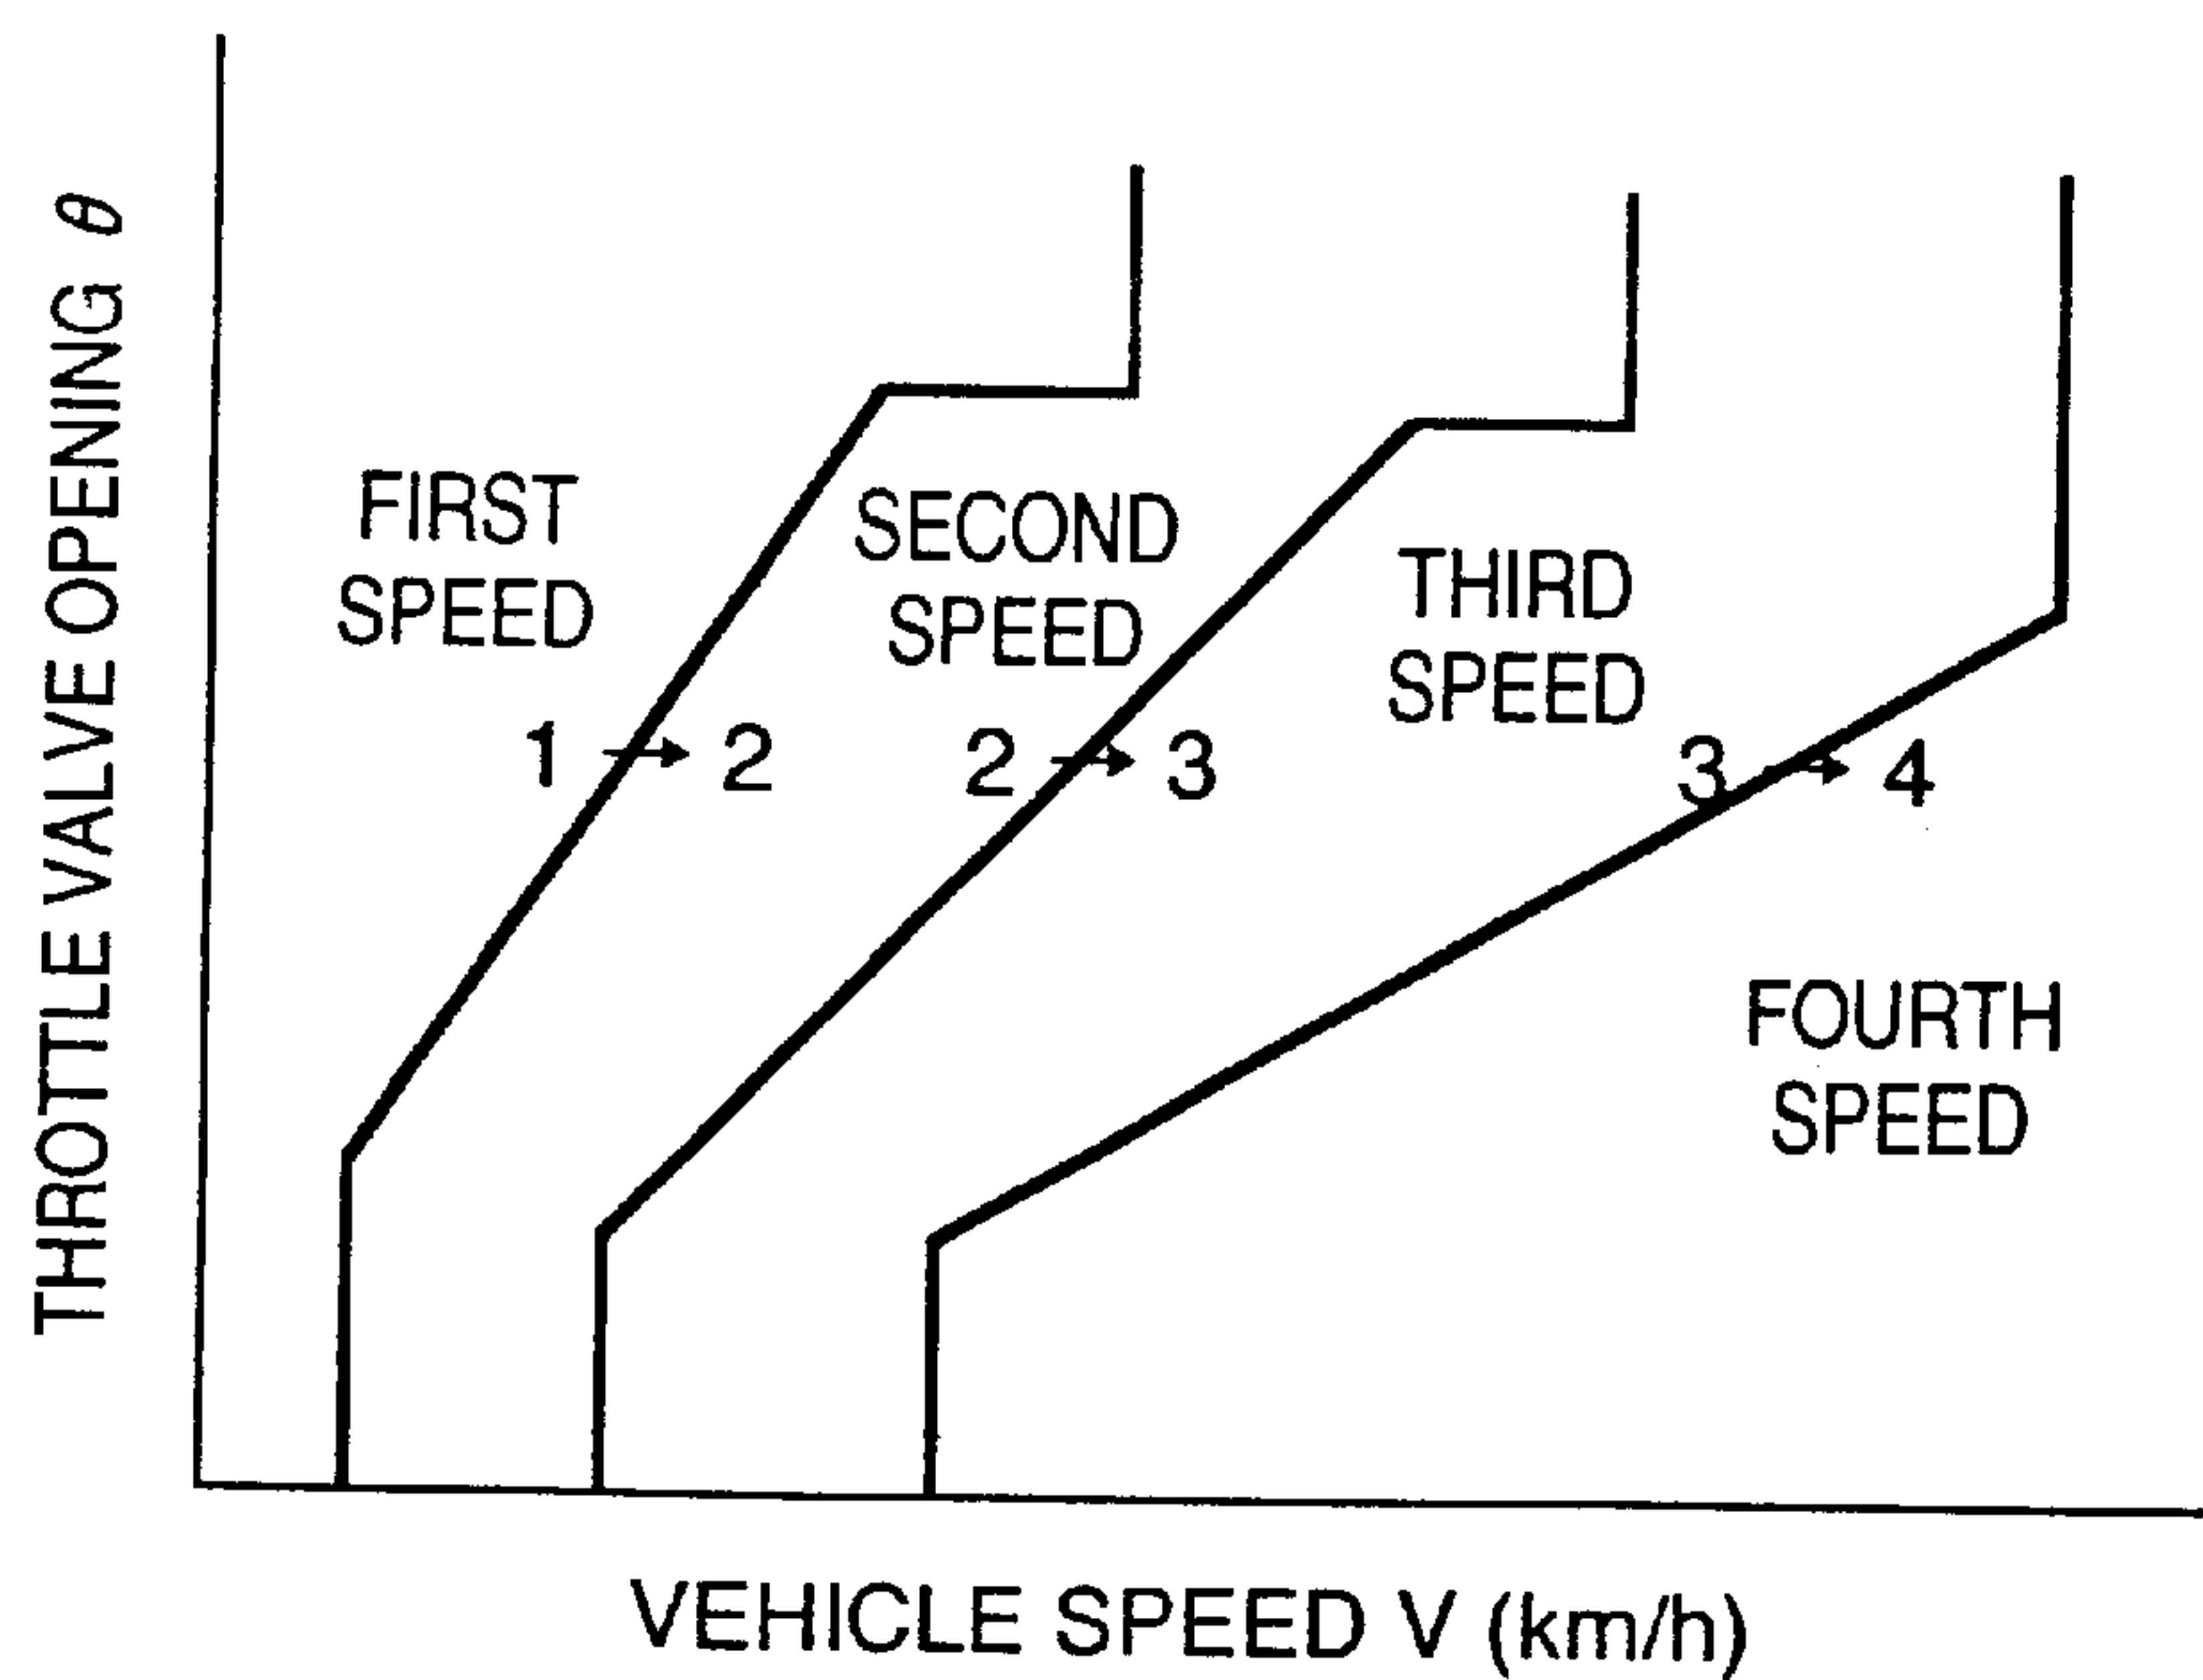 THROTTLE VALVE OPENING θ
FIRST
SPEED
SECOND
SPEED
THIRD
SPEED
1 → 2
2 → 3
3 → 4
FOURTH
SPEED
VEHICLE SPEED V (km/h)